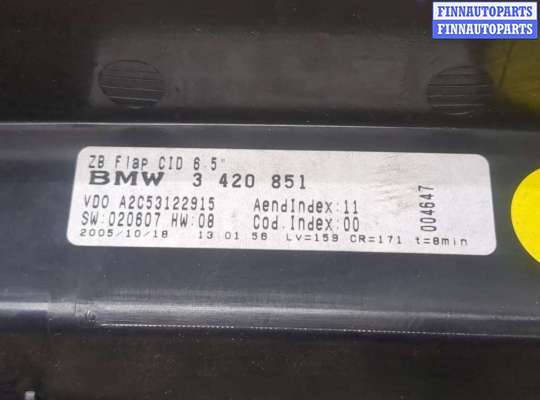 FINNAUTOPARTS
FINNAUTOPARTS
ZB Flap CID 6.5"
BMW 3 420 851
VDO A2C53122915 AendIndex:11
SW:020607 HW:08 Cod.Index:00
2005/10/18 13 01 56 LV=159 CR=171 t=8min
004647